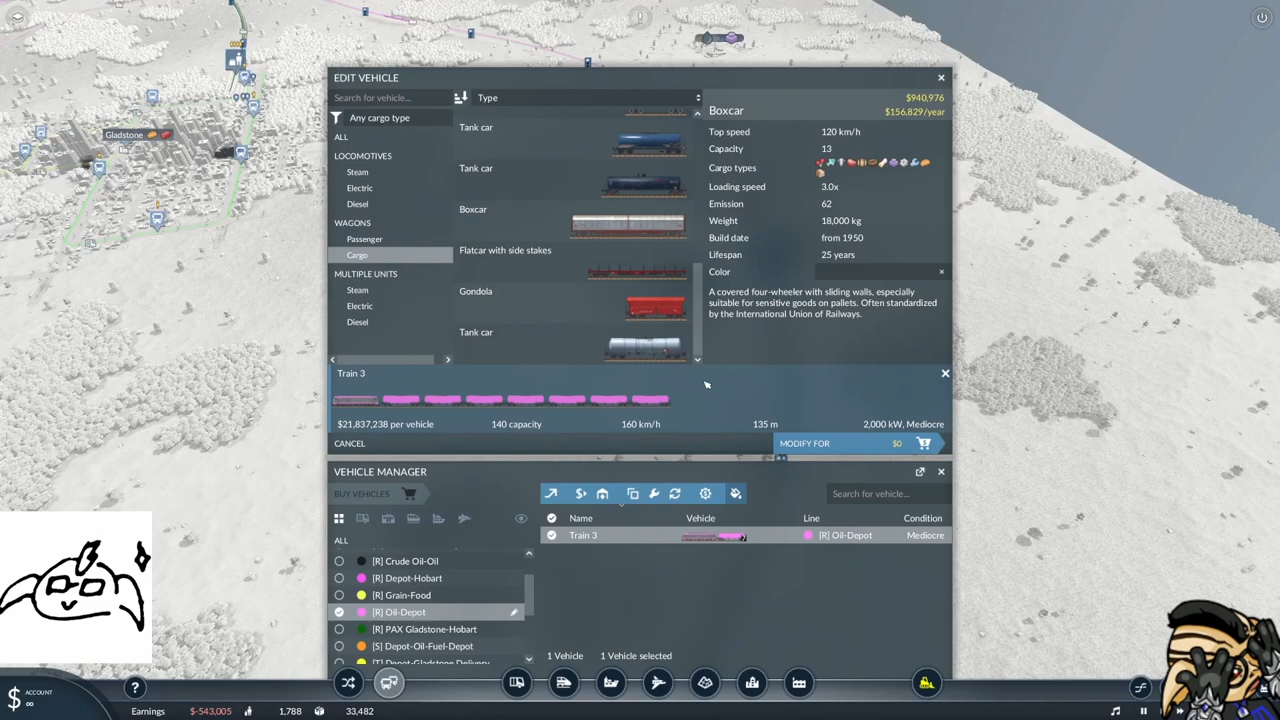 Gladstone
EDIT VEHICLE
Search for vehicle...
Type
Any cargo type
ALL
LOCOMOTIVES
Steam
Electric
Diesel
WAGONS
Passenger
Cargo
MULTIPLE UNITS
Steam
Electric
Diesel
Tank car
Tank car
Boxcar
Flatcar with side stakes
Gondola
Tank car
Boxcar
$940,976
$156,829/year
Top speed 120 km/h
Capacity 13
Cargo types
Loading speed 3.0x
Emission 62
Weight 18,000 kg
Build date from 1950
Lifespan 25 years
Color
A covered four-wheeler with sliding walls, especially
suitable for sensitive goods on pallets. Often standardized
by the International Union of Railways.
Train 3
$21,837,238 per vehicle 140 capacity 160 km/h 135 m 2,000 kW, Mediocre
CANCEL
MODIFY FOR $0
VEHICLE MANAGER
BUY VEHICLES
Search for vehicle...
ALL
[R] Crude Oil-Oil
[R] Depot-Hobart
[R] Grain-Food
[R] Oil-Depot
[R] PAX Gladstone-Hobart
[S] Depot-Oil-Fuel-Depot
[T] Depot-Gladstone Delivery
Name Vehicle Line Condition
Train 3 [R] Oil-Depot Mediocre
1 Vehicle 1 Vehicle selected
$ ACCOUNT
∞
?
Earnings $-543,005 1,788 33,482